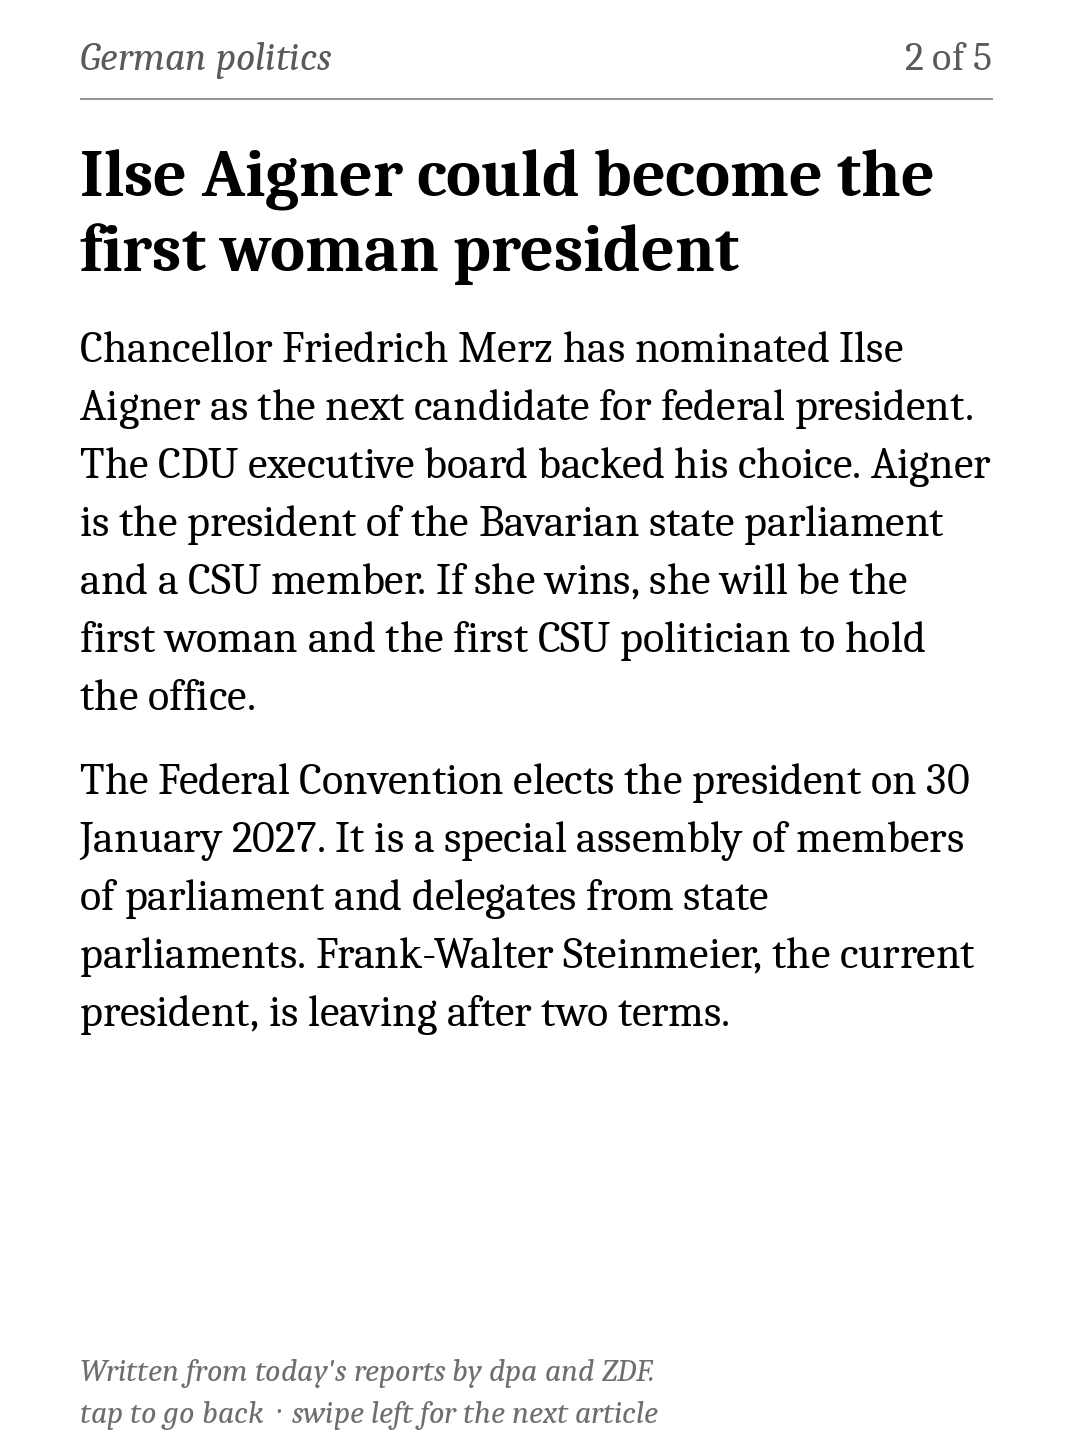 German politics
2 of 5
Ilse Aigner could become the
first woman president
Chancellor Friedrich Merz has nominated Ilse
Aigner as the next candidate for federal president.
The CDU executive board backed his choice. Aigner
is the president of the Bavarian state parliament
and a CSU member. If she wins, she will be the
first woman and the first CSU politician to hold
the office.
The Federal Convention elects the president on 30
January 2027. It is a special assembly of members
of parliament and delegates from state
parliaments. Frank-Walter Steinmeier, the current
president, is leaving after two terms.
Written from today's reports by dpa and ZDF.
tap to go back · swipe left for the next article